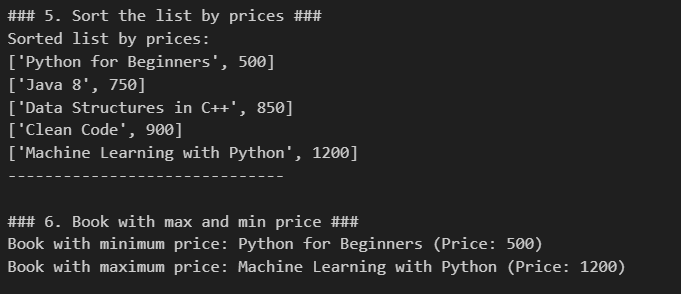 ### 5. Sort the list by prices ###
Sorted list by prices:
['Python for Beginners', 500]
['Java 8', 750]
['Data Structures in C++', 850]
['Clean Code', 900]
['Machine Learning with Python', 1200]
------------------------------
### 6. Book with max and min price ###
Book with minimum price: Python for Beginners (Price: 500)
Book with maximum price: Machine Learning with Python (Price: 1200)